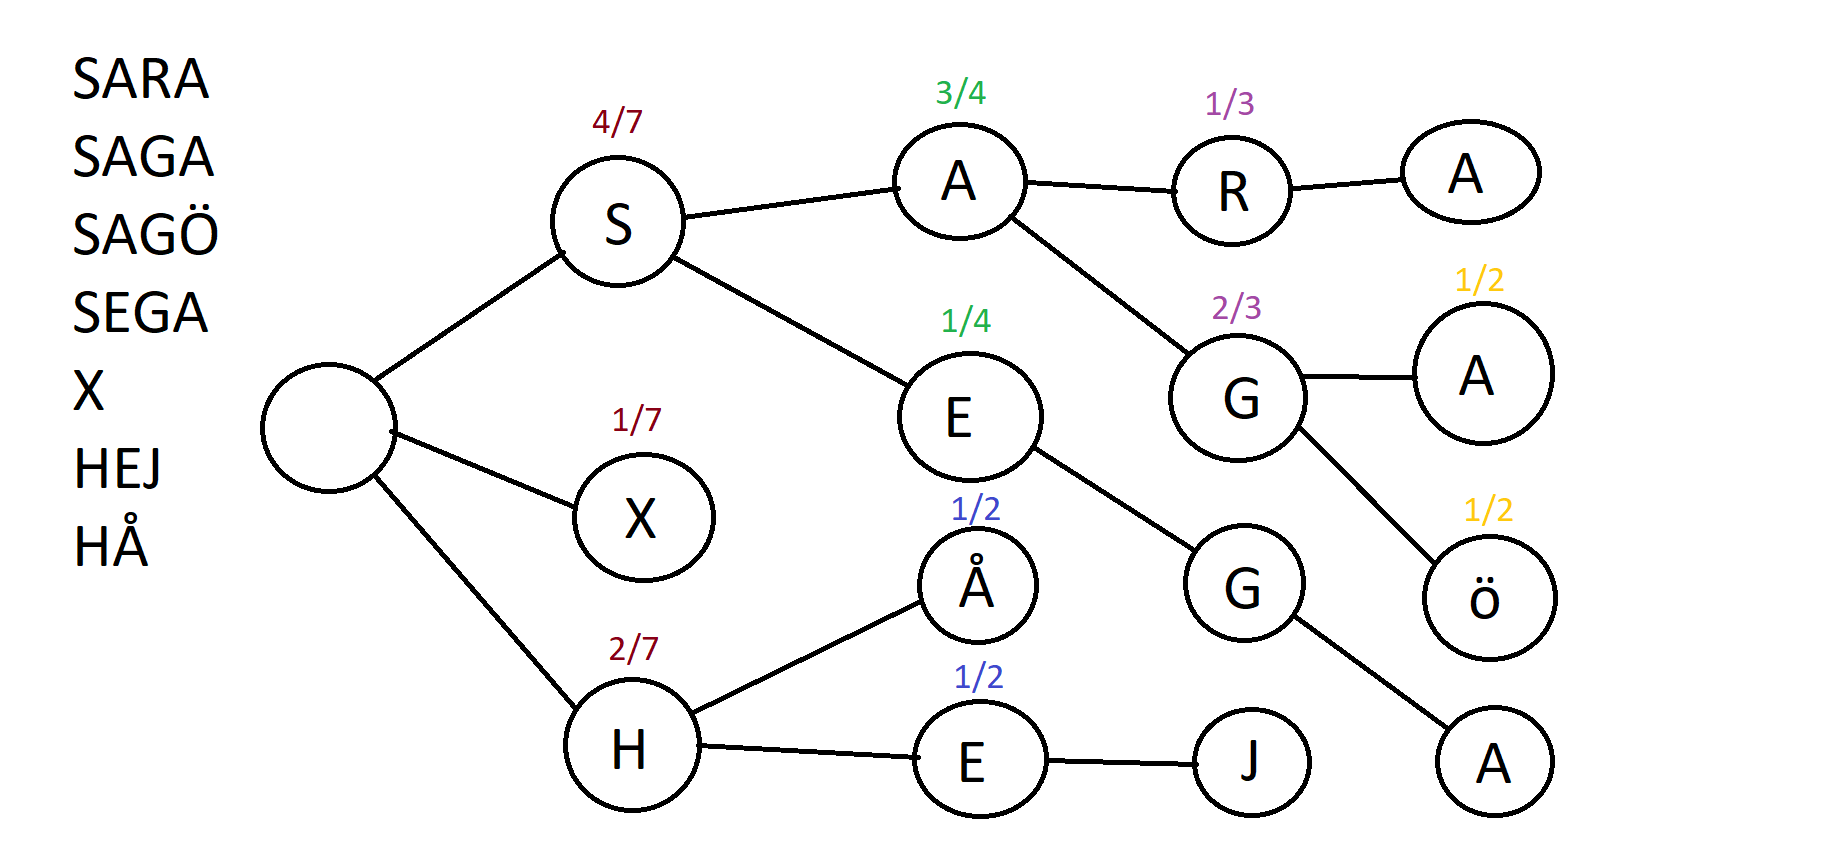 SARA
SAGA
SAGÖ
SEGA
X
HEJ
HÅ
4/7
S
1/7
X
2/7
H
3/4
A
1/4
E
1/2
Å
1/2
E
1/3
R
2/3
G
G
J
A
1/2
A
1/2
ö
A